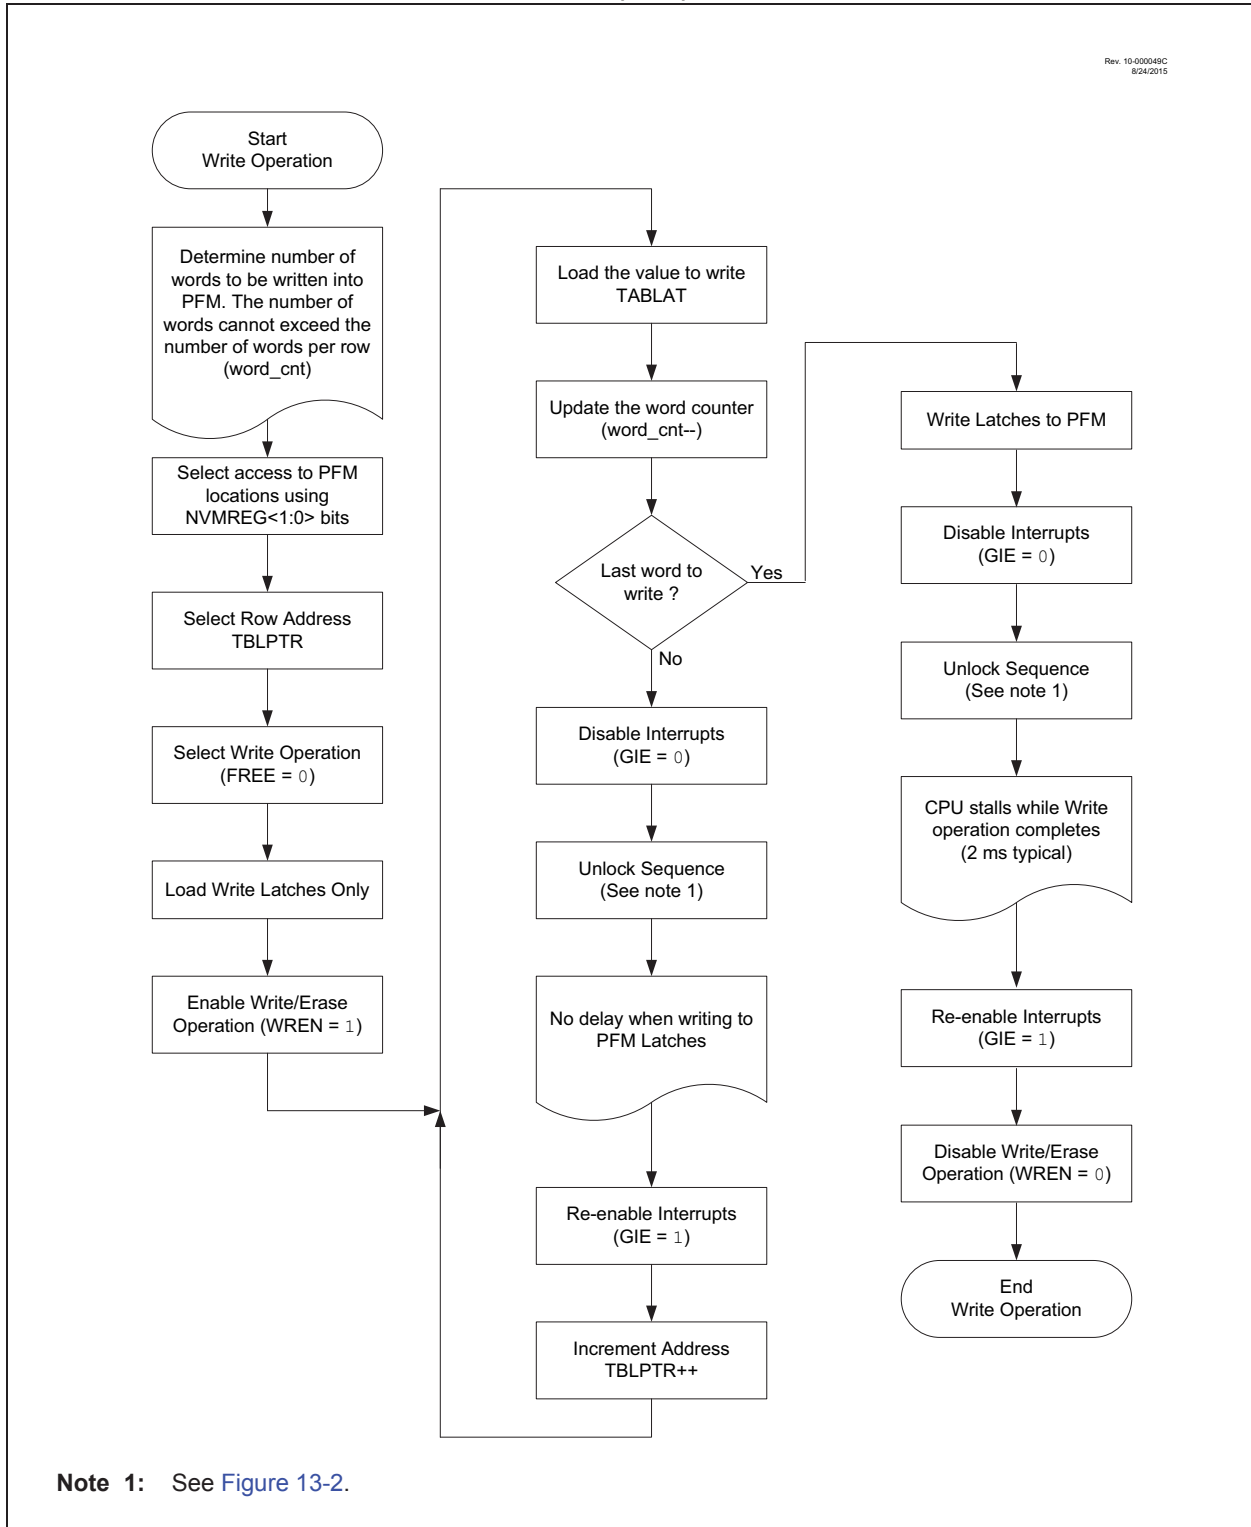 Rev. 10-000049C
8/24/2015
Start
Write Operation
Determine number of
words to be written into
PFM. The number of
words cannot exceed the
number of words per row
(word_cnt)
Select access to PFM
locations using
NVMREG<1:0> bits
Select Row Address
TBLPTR
Select Write Operation
(FREE = 0)
Load Write Latches Only
Enable Write/Erase
Operation (WREN = 1)
Load the value to write
TABLAT
Update the word counter
(word_cnt--)
Last word to
write ?
Yes
No
Disable Interrupts
(GIE = 0)
Unlock Sequence
(See note 1)
No delay when writing to
PFM Latches
Re-enable Interrupts
(GIE = 1)
Increment Address
TBLPTR++
Write Latches to PFM
Disable Interrupts
(GIE = 0)
Unlock Sequence
(See note 1)
CPU stalls while Write
operation completes
(2 ms typical)
Re-enable Interrupts
(GIE = 1)
Disable Write/Erase
Operation (WREN = 0)
End
Write Operation
Note 1: See Figure 13-2.